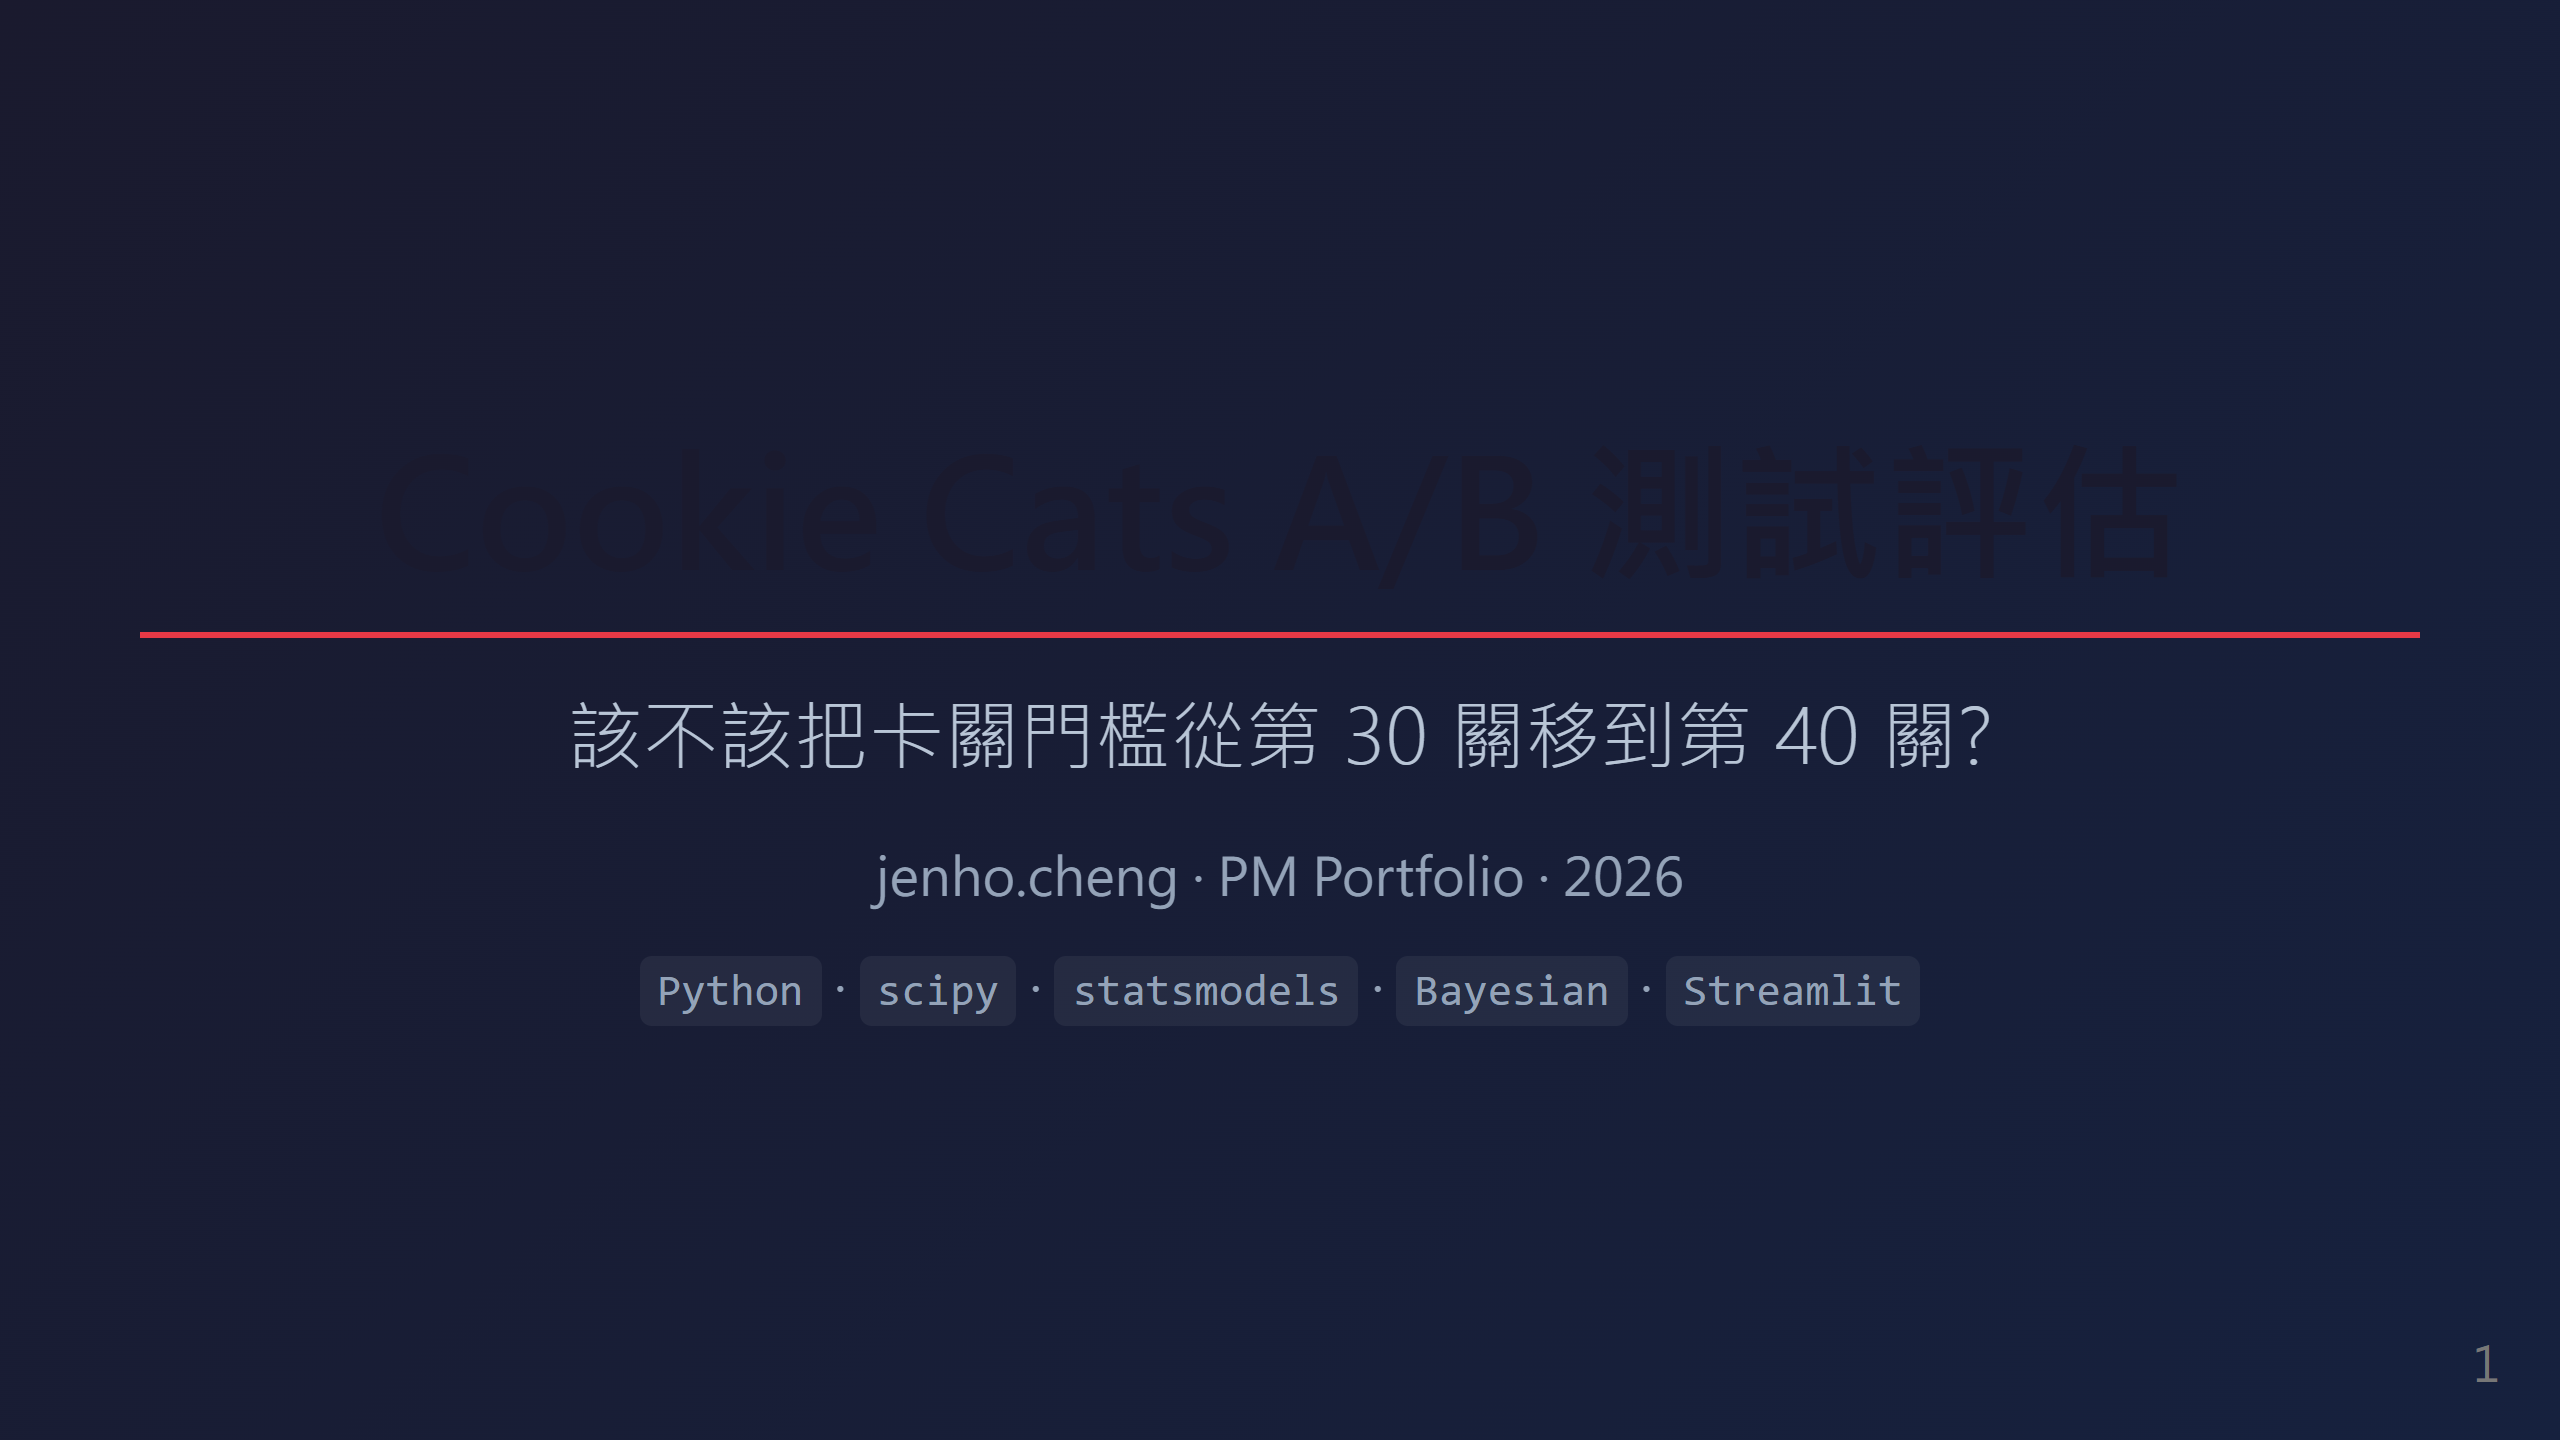 Cookie Cats A/B 測試評估
該不該把卡關門檻從第 30 關移到第 40 關?
jenho.cheng · PM Portfolio · 2026
Python · scipy · statsmodels · Bayesian · Streamlit
1